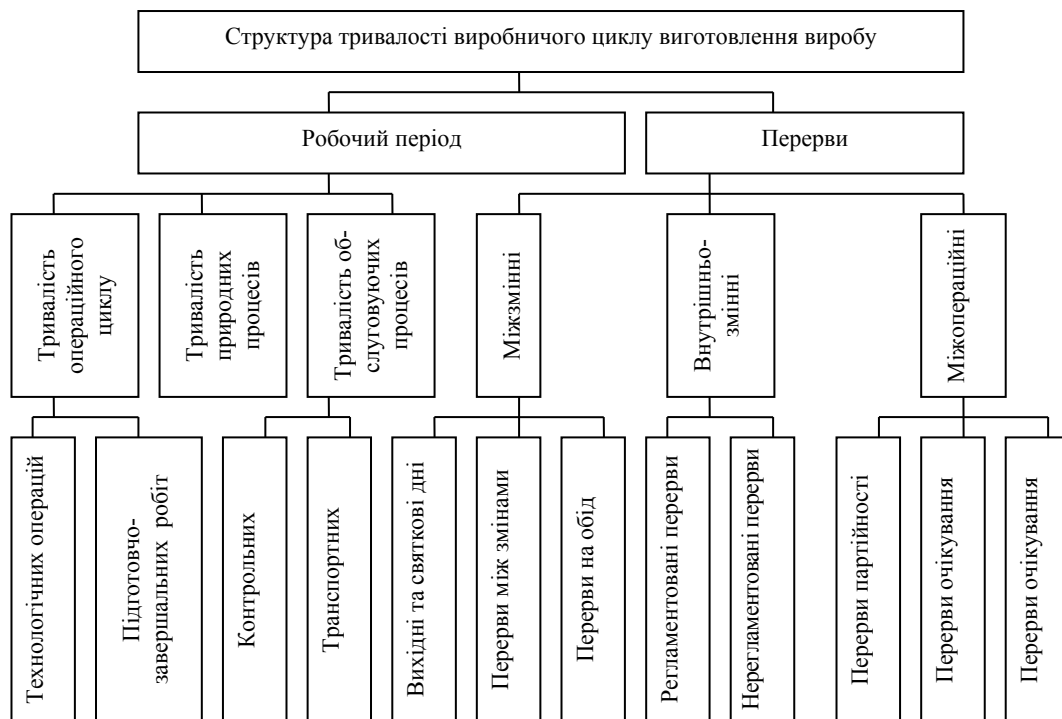 Структура тривалості виробничого циклу виготовлення виробу
Робочий період
Перерви
Тривалість
операційного
циклу
Тривалість
природних
процесів
Тривалість об-
слуговуючих
процесів
Міжзмінні
Внутрішньо-
змінні
Міжопераційні
Технологічних операцій
Підготовчо-
завершальних робіт
Контрольних
Транспортних
Вихідні та святкові дні
Перерви між змінами
Перерви на обід
Регламентовані перерви
Нерегламентовані перерви
Перерви партійності
Перерви очікування
Перерви очікування